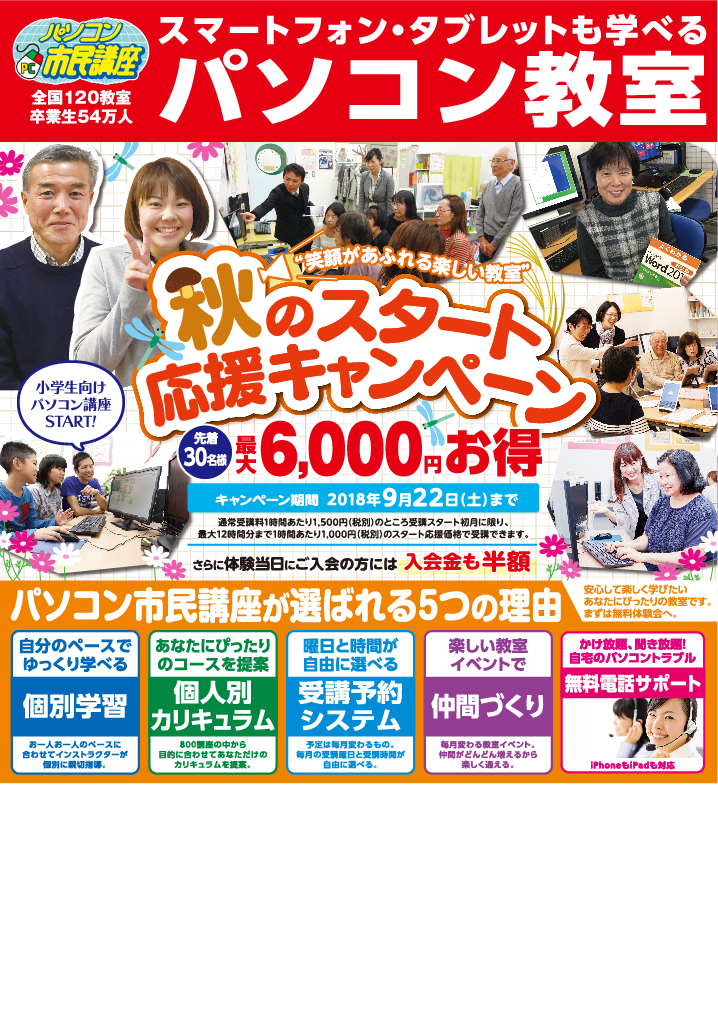 パソコン
市民講座
PC
全国120教室
卒業生54万人
スマートフォン・タブレットも学べる
パソコン教室
"笑顔があふれる楽しい教室"
秋のスタート
応援キャンペーン
よくわかる
Word 20
小学生向け
パソコン講座
START!
先着
30名様
最大6,000円お得
キャンペーン期間 2018年9月22日(土)まで
通常受講料1時間あたり1,500円(税別)のところ受講スタート初月に限り、
最大12時間分まで1時間あたり1,000円(税別)のスタート応援価格で受講できます。
さらに体験当日にご入会の方には 入会金も半額
パソコン市民講座が選ばれる5つの理由
安心して楽しく学びたい
あなたにぴったりの教室です。
まずは無料体験会へ。
自分のペースで
ゆっくり学べる
個別学習
お一人お一人のペースに
合わせてインストラクターが
個別に親切指導。
あなたにぴったり
のコースを提案
個人別
カリキュラム
800講座の中から
目的に合わせてあなただけの
カリキュラムを提案。
曜日と時間が
自由に選べる
受講予約
システム
予定は毎月変わるもの。
毎月の受講曜日と受講時間が
自由に選べる。
楽しい教室
イベントで
仲間づくり
毎月変わる教室イベント。
仲間がどんどん増えるから
楽しく通える。
かけ放題、聞き放題!
自宅のパソコントラブル
無料電話サポート
iPhoneもiPadも対応